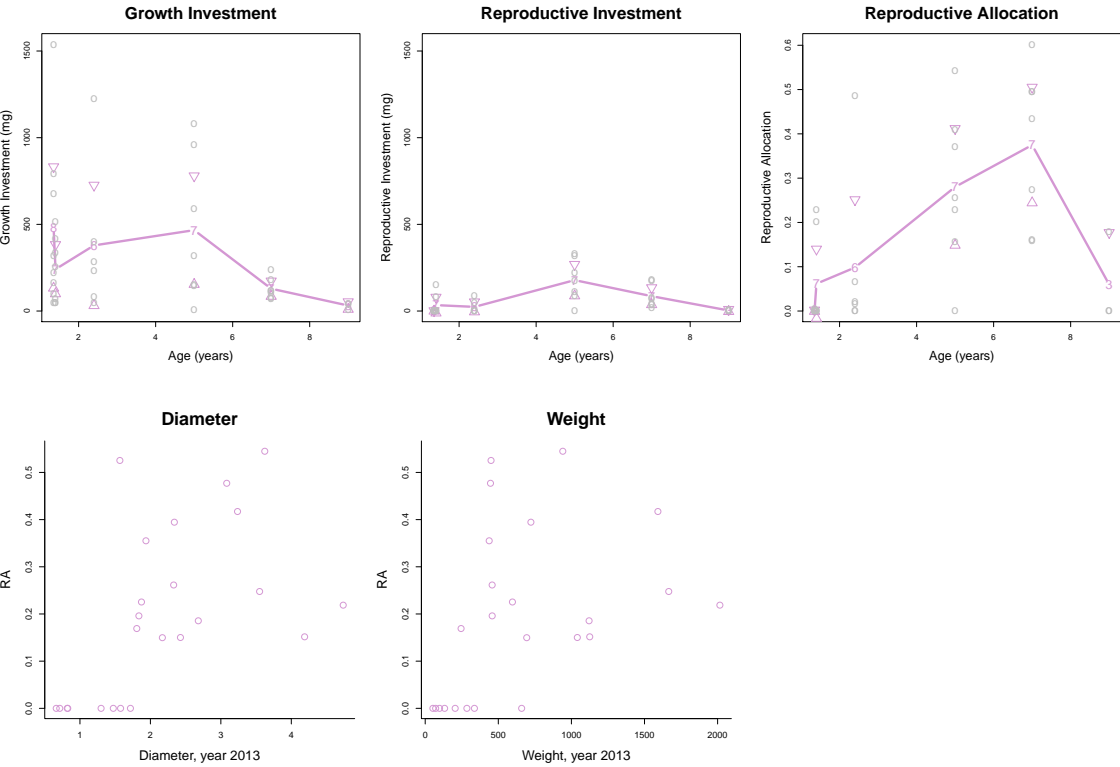 Growth Investment
Reproductive Investment
Reproductive Allocation
Growth Investment (mg)
1500
1000
500
0
7
2 4 6 8
Age (years)
Reproductive Investment (mg)
1500
1000
500
0
2 4 6 8
Age (years)
Reproductive Allocation
0.6
0.5
0.4
0.3
0.2
0.1
0.0
7
6
7
7
3
2 4 6 8
Age (years)
Diameter
Weight
RA
0.5
0.4
0.3
0.2
0.1
0.0
1 2 3 4
Diameter, year 2013
RA
0.5
0.4
0.3
0.2
0.1
0.0
0 500 1000 1500 2000
Weight, year 2013